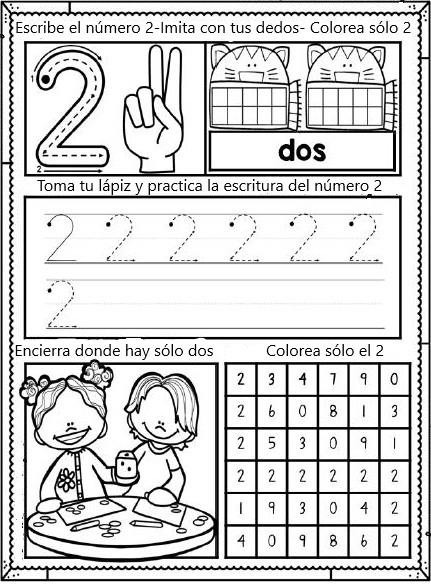 Escribe el número 2-Imita con tus dedos- Colorea sólo 2
1
2
2
dos
Toma tu lápiz y practica la escritura del número 2
2 2 2 2 2 2
2
Encierra donde hay sólo dos
Colorea sólo el 2
2 3 4 7 9 0
2 6 0 8 1 3
2 5 3 0 9 1
2 2 2 2 2 2
1 9 3 0 4 2
4 0 9 8 6 2